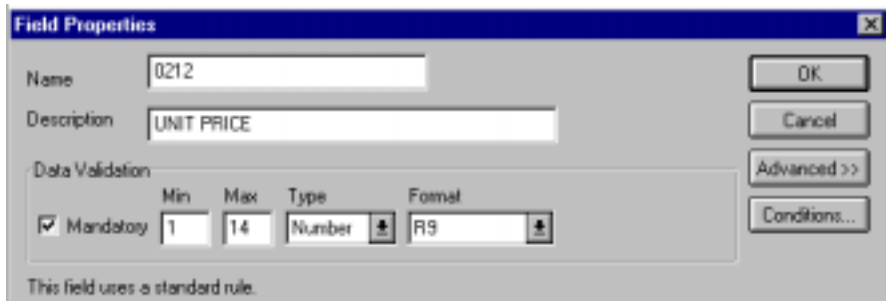 Field Properties
Name 0212 OK
Description UNIT PRICE Cancel
Data Validation Advanced >>
Min Max Type Format
Mandatory 1 14 Number R9 Conditions...
This field uses a standard rule.